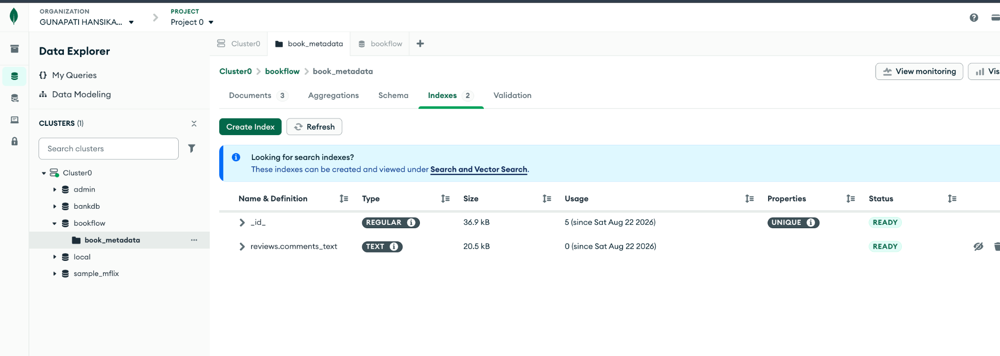 ORGANIZATION
GUNAPATI HANSIKA...
PROJECT
Project 0
Data Explorer
My Queries
Data Modeling
CLUSTERS (1)
Search clusters
Cluster0
admin
bankdb
bookflow
book_metadata
local
sample_mflix
Cluster0
book_metadata
bookflow
Cluster0 > bookflow > book_metadata
View monitoring
Vis
Documents 3
Aggregations
Schema
Indexes 2
Validation
Create Index
Refresh
Looking for search indexes?
These indexes can be created and viewed under Search and Vector Search.
Name & Definition Type Size Usage Properties Status
_id_ REGULAR 36.9 kB 5 (since Sat Aug 22 2026) UNIQUE READY
reviews.comments_text TEXT 20.5 kB 0 (since Sat Aug 22 2026) READY